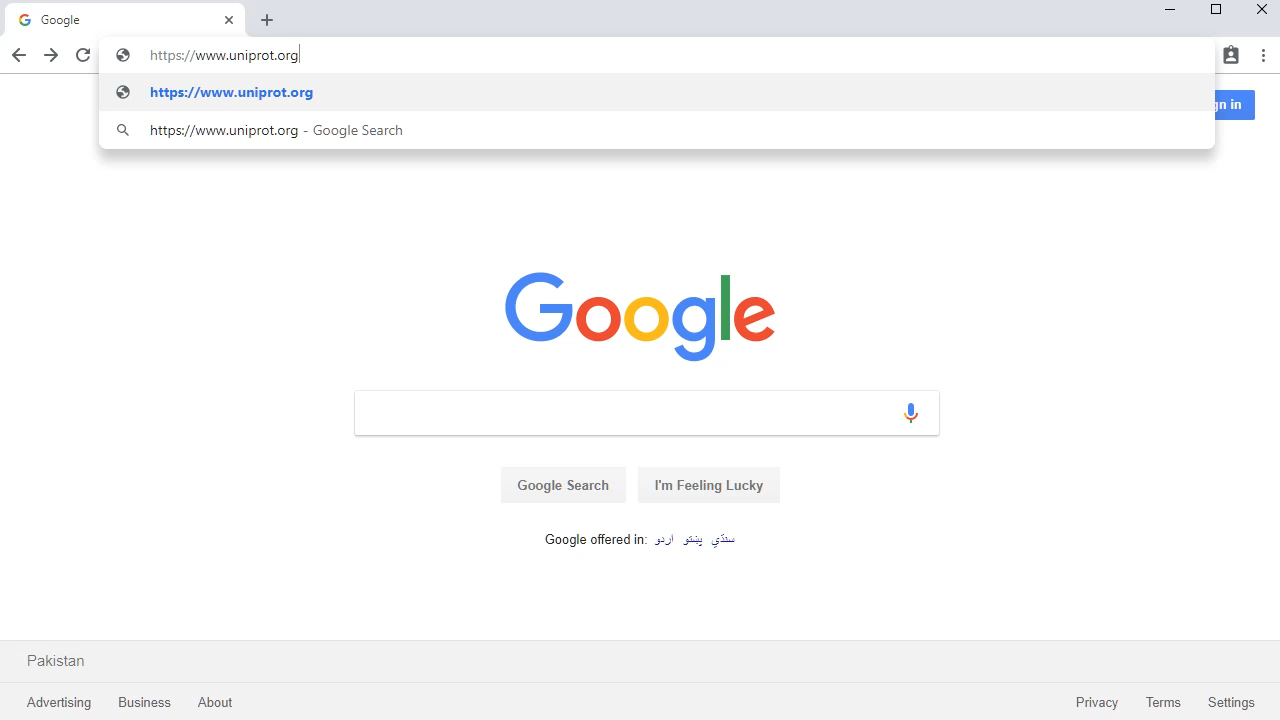 Google
https://www.uniprot.org
https://www.uniprot.org
https://www.uniprot.org - Google Search
gn in
Google
Google Search
I'm Feeling Lucky
Google offered in: اردو پښتو سنڌي
Pakistan
Advertising Business About Privacy Terms Settings